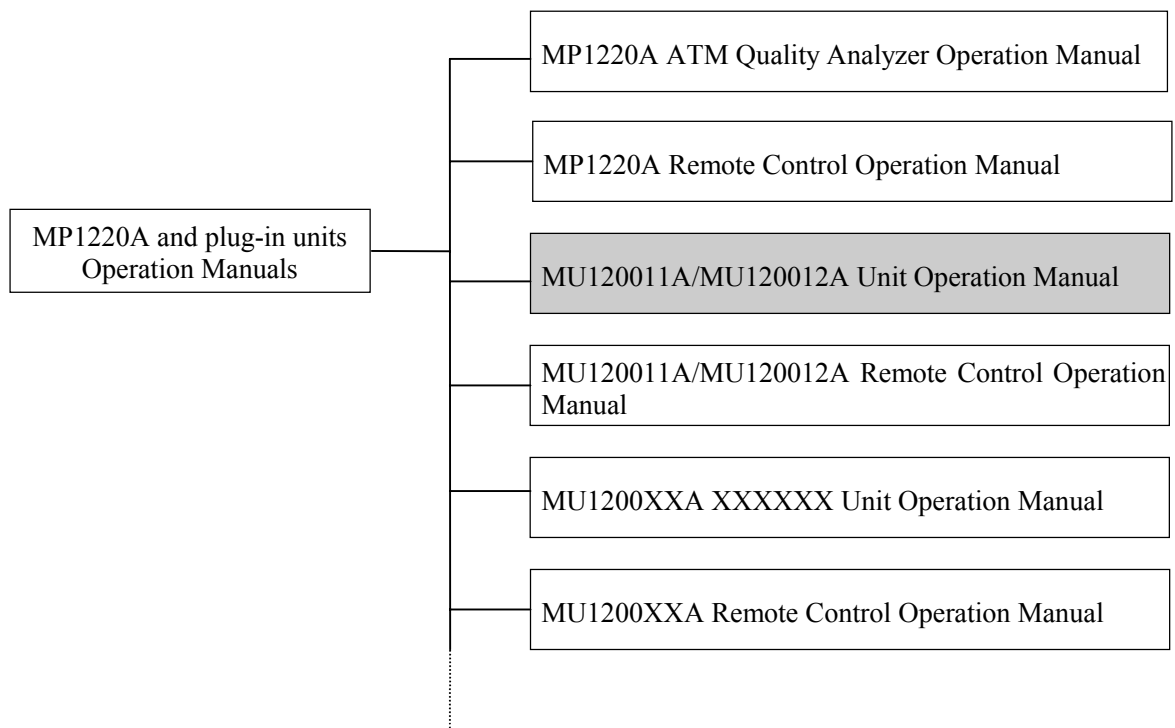 MP1220A ATM Quality Analyzer Operation Manual
MP1220A Remote Control Operation Manual
MP1220A and plug-in units
Operation Manuals
MU120011A/MU120012A Unit Operation Manual
MU120011A/MU120012A Remote Control Operation
Manual
MU1200XXA XXXXXX Unit Operation Manual
MU1200XXA Remote Control Operation Manual